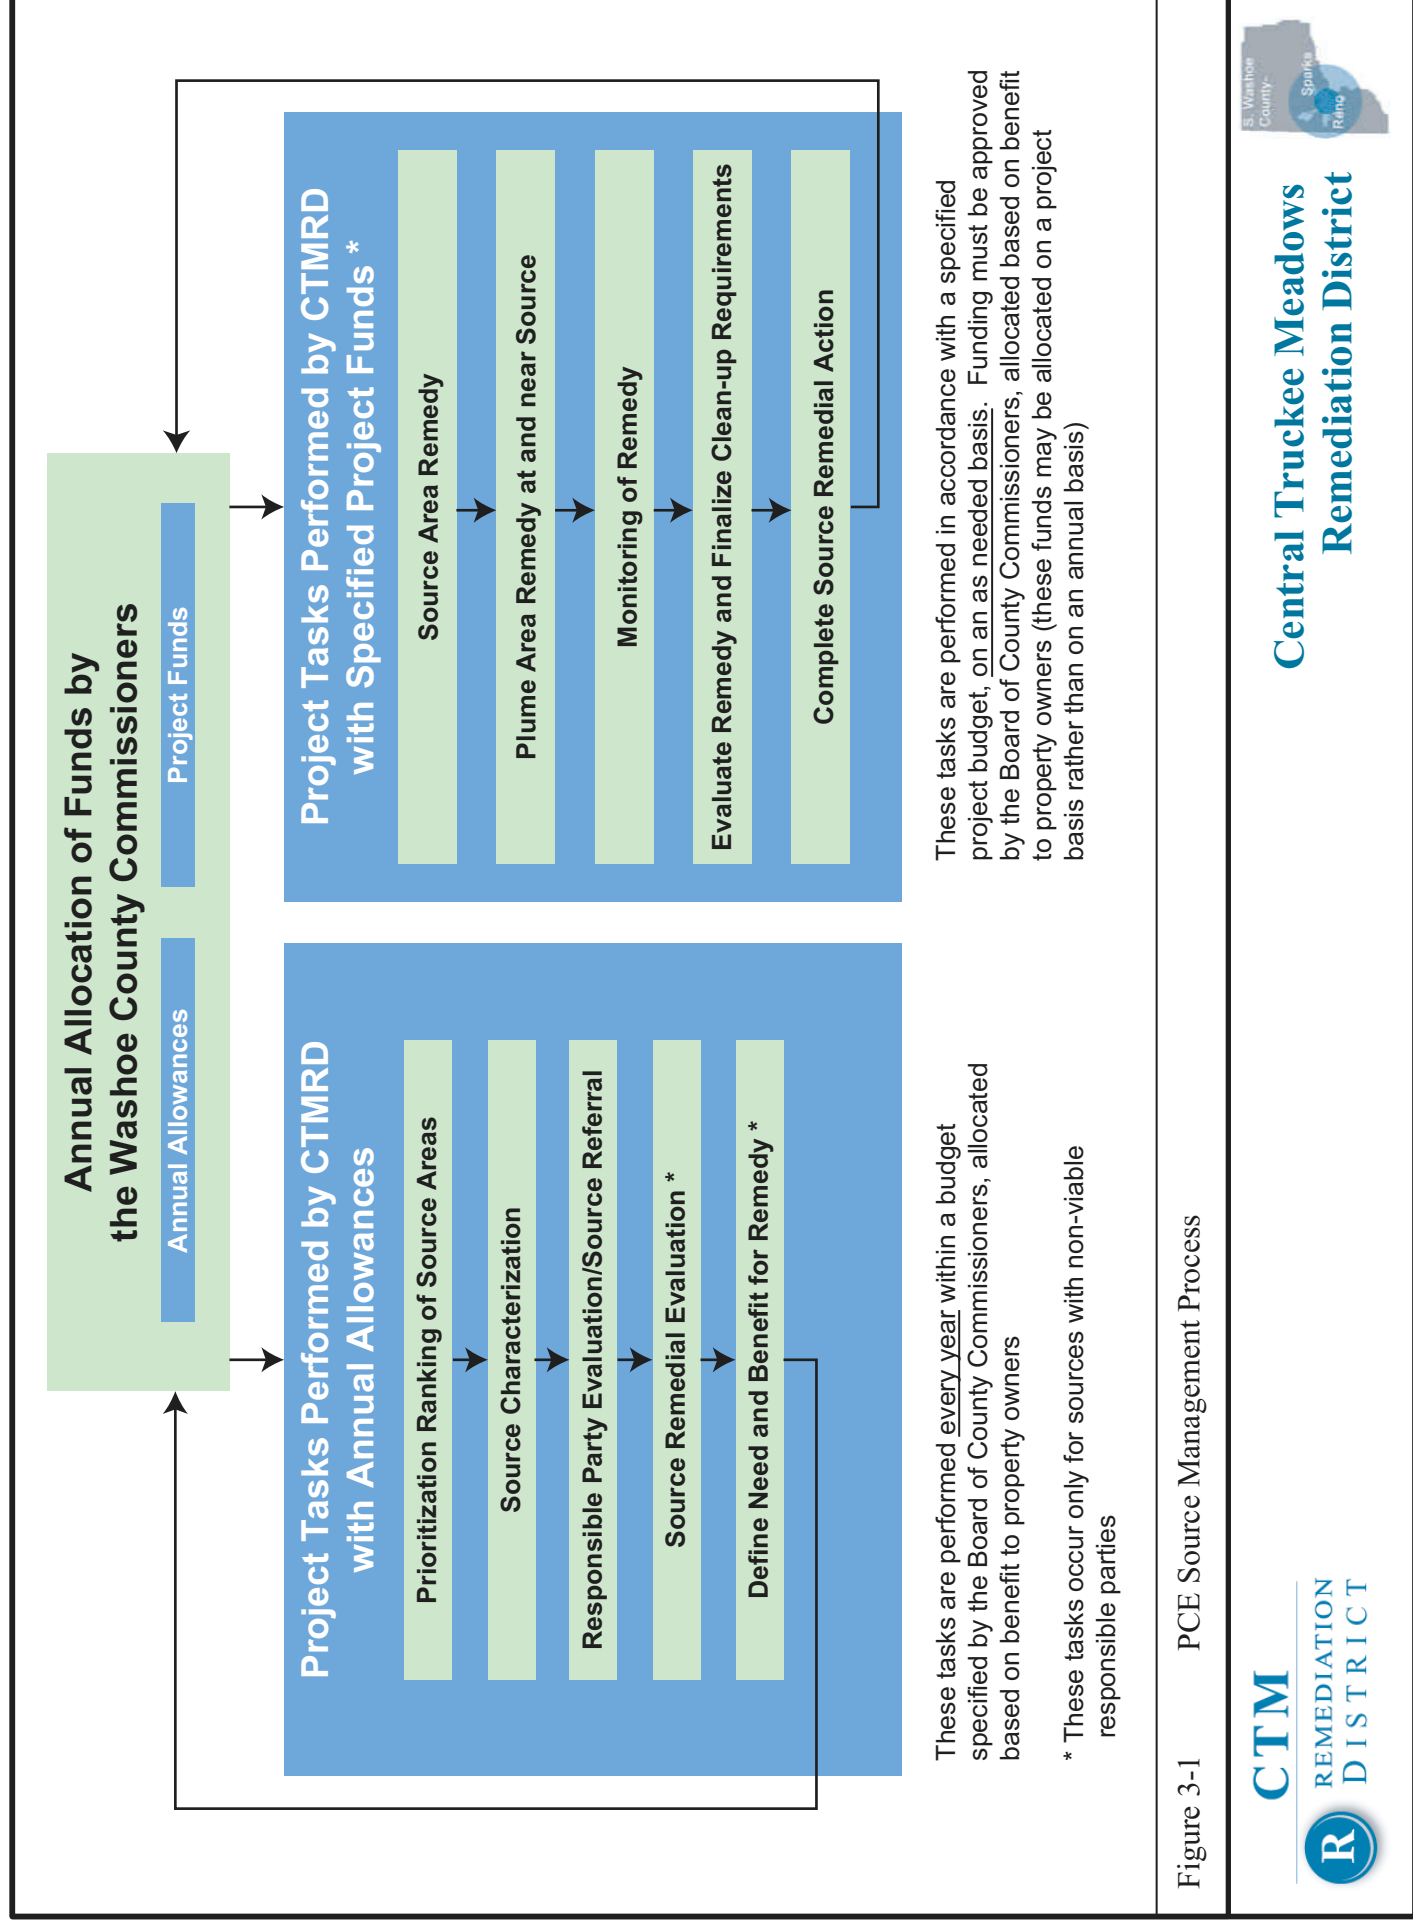 Annual Allocation of Funds by
the Washoe County Commissioners
Annual Allowances
Project Funds
Project Tasks Performed by CTMRD
with Annual Allowances
Prioritization Ranking of Source Areas
Source Characterization
Responsible Party Evaluation/Source Referral
Source Remedial Evaluation *
Define Need and Benefit for Remedy *
These tasks are performed every year within a budget
specified by the Board of County Commissioners, allocated
based on benefit to property owners
* These tasks occur only for sources with non-viable
responsible parties
Project Tasks Performed by CTMRD
with Specified Project Funds *
Source Area Remedy
Plume Area Remedy at and near Source
Monitoring of Remedy
Evaluate Remedy and Finalize Clean-up Requirements
Complete Source Remedial Action
These tasks are performed in accordance with a specified
project budget, on an as needed basis. Funding must be approved
by the Board of County Commissioners, allocated based on benefit
to property owners (these funds may be allocated on a project
basis rather than on an annual basis)
Figure 3-1 PCE Source Management Process
R
CTM
REMEDIATION
DISTRICT
Central Truckee Meadows
Remediation District
S. Washoe
County-
Sparks
Reno